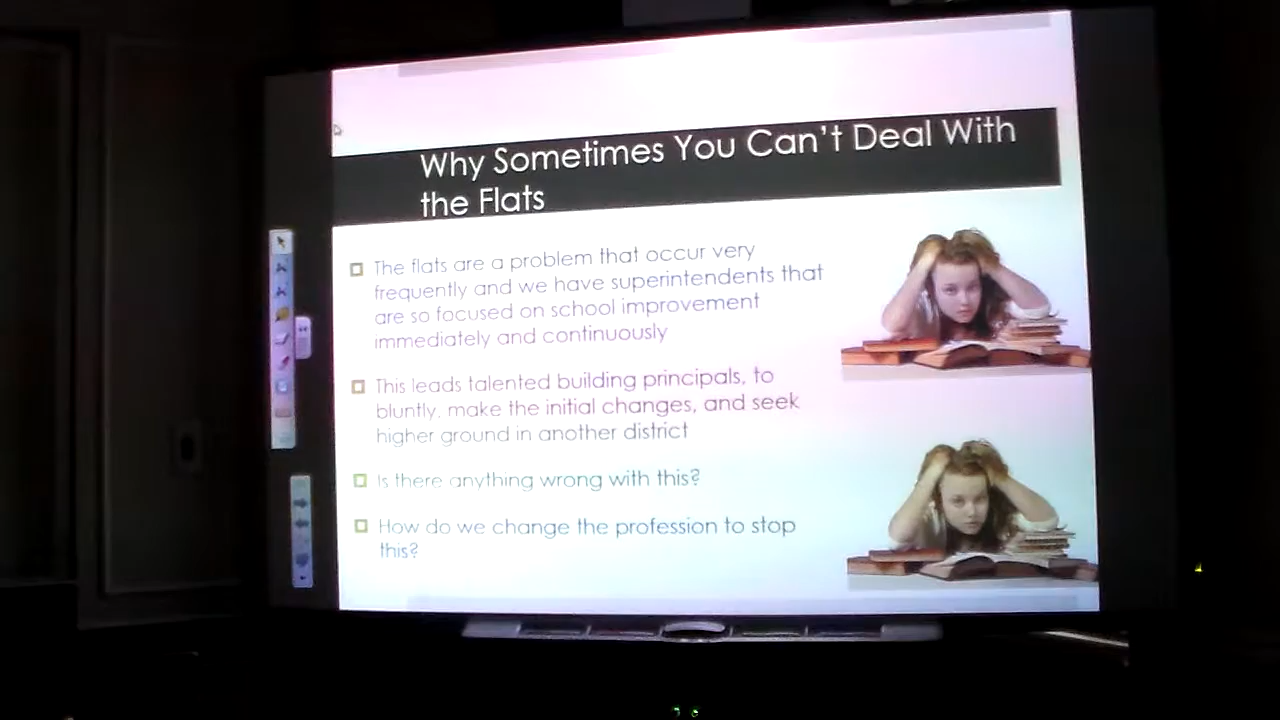 Why Sometimes You Can't Deal With
the Flats
The flats are a problem that occur very
frequently and we have superintendents that
are so focused on school improvement
immediately and continuously
This leads talented building principals, to
bluntly, make the initial changes, and seek
higher ground in another district
Is there anything wrong with this?
How do we change the profession to stop
this?